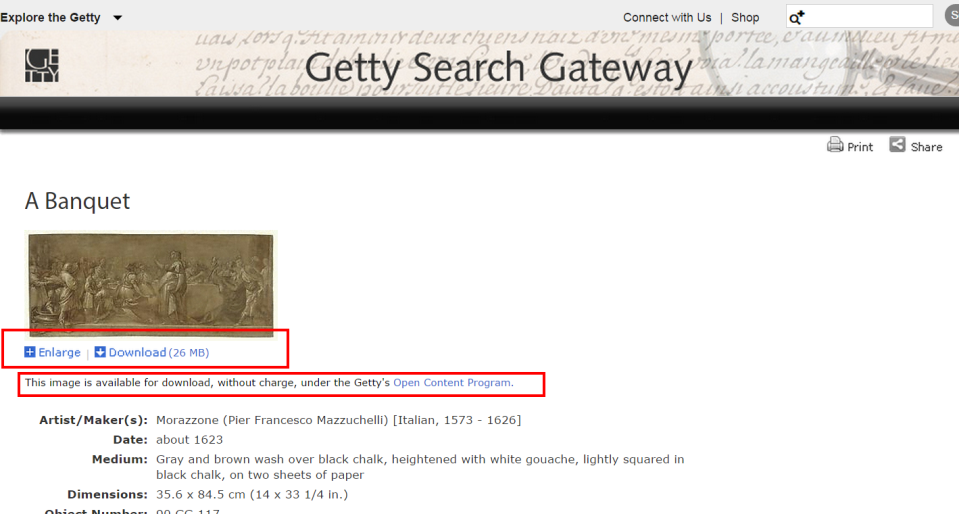 Explore the Getty
Connect with Us | Shop
S
GETTY
Getty Search Gateway
Print
Share
A Banquet
Enlarge | Download (26 MB)
This image is available for download, without charge, under the Getty's Open Content Program.
Artist/Maker(s): Morazzone (Pier Francesco Mazzuchelli) [Italian, 1573 - 1626]
Date: about 1623
Medium: Gray and brown wash over black chalk, heightened with white gouache, lightly squared in
black chalk, on two sheets of paper
Dimensions: 35.6 x 84.5 cm (14 x 33 1/4 in.)
Object Number: